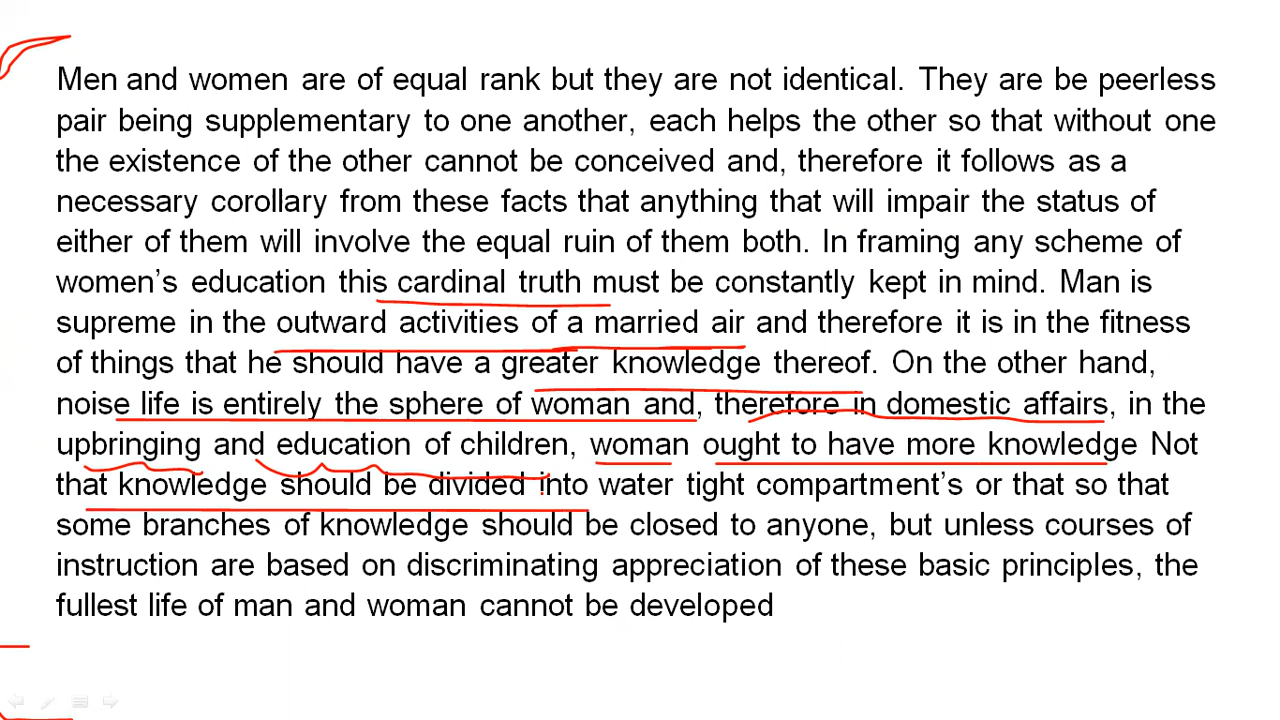 Men and women are of equal rank but they are not identical. They are be peerless
pair being supplementary to one another, each helps the other so that without one
the existence of the other cannot be conceived and, therefore it follows as a
necessary corollary from these facts that anything that will impair the status of
either of them will involve the equal ruin of them both. In framing any scheme of
women’s education this cardinal truth must be constantly kept in mind. Man is
supreme in the outward activities of a married air and therefore it is in the fitness
of things that he should have a greater knowledge thereof. On the other hand,
noise life is entirely the sphere of woman and, therefore in domestic affairs, in the
upbringing and education of children, woman ought to have more knowledge Not
that knowledge should be divided into water tight compartment’s or that so that
some branches of knowledge should be closed to anyone, but unless courses of
instruction are based on discriminating appreciation of these basic principles, the
fullest life of man and woman cannot be developed